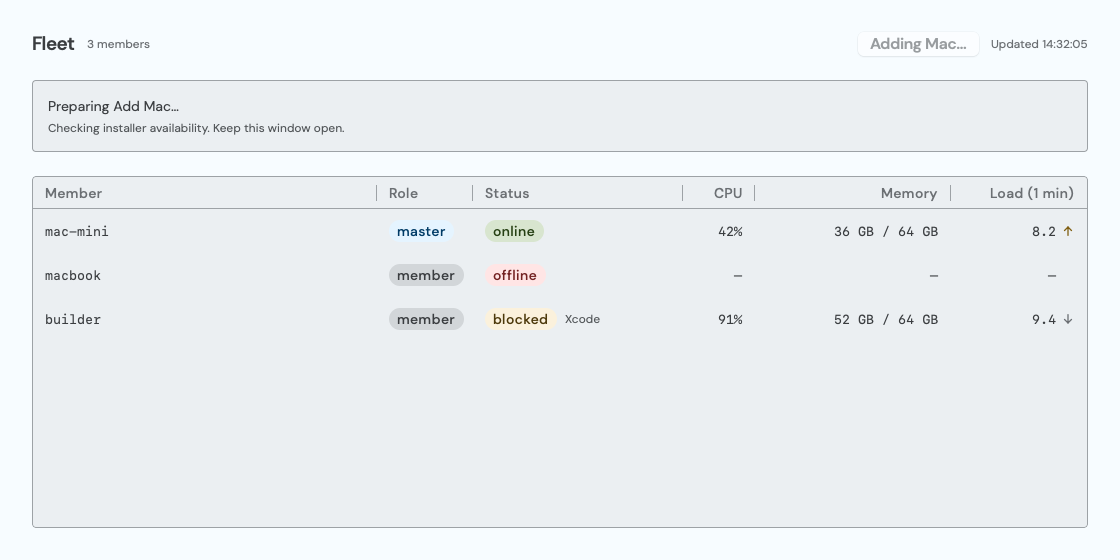 Fleet 3 members Adding Mac… Updated 14:32:05
Preparing Add Mac…
Checking installer availability. Keep this window open.
Member Role Status CPU Memory Load (1 min)
mac-mini master online 42% 36 GB / 64 GB 8.2 ↑
macbook member offline — — —
builder member blocked Xcode 91% 52 GB / 64 GB 9.4 ↓